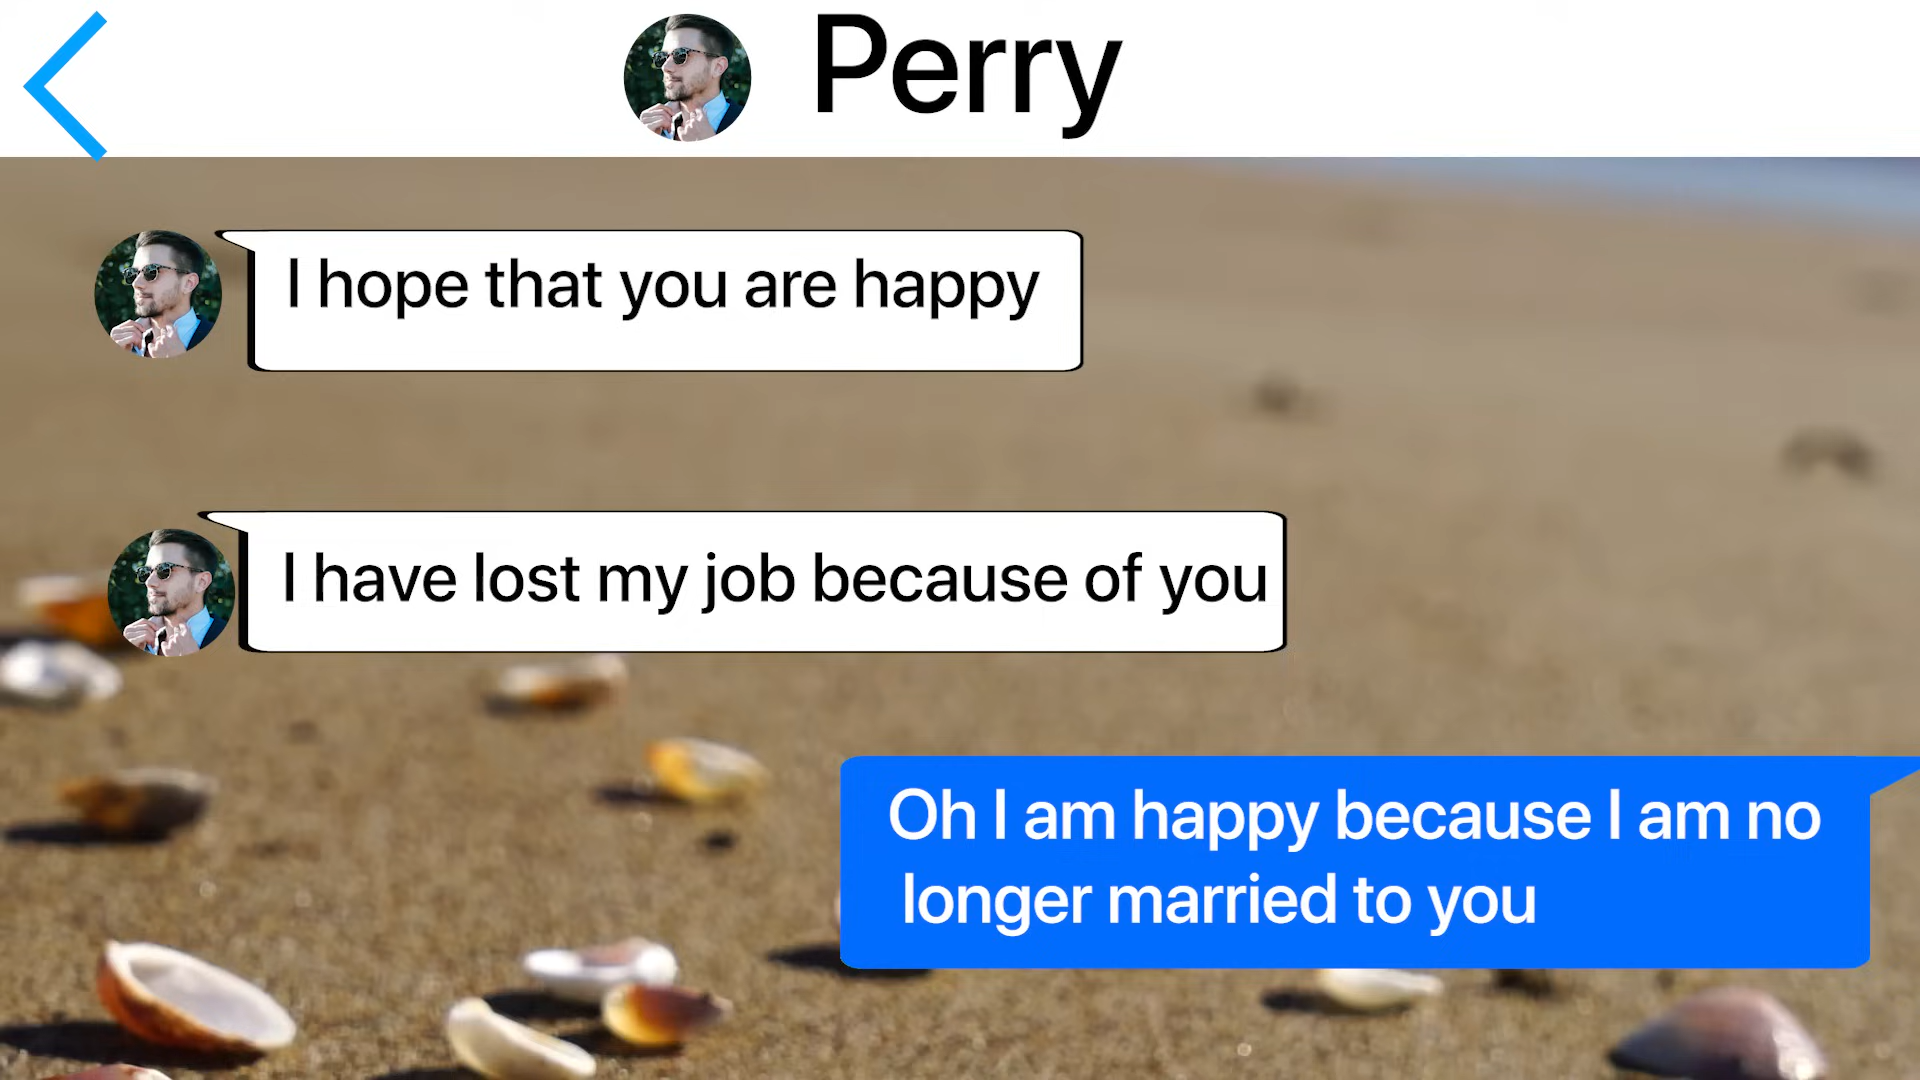 Perry
I hope that you are happy
I have lost my job because of you
Oh I am happy because I am no
longer married to you